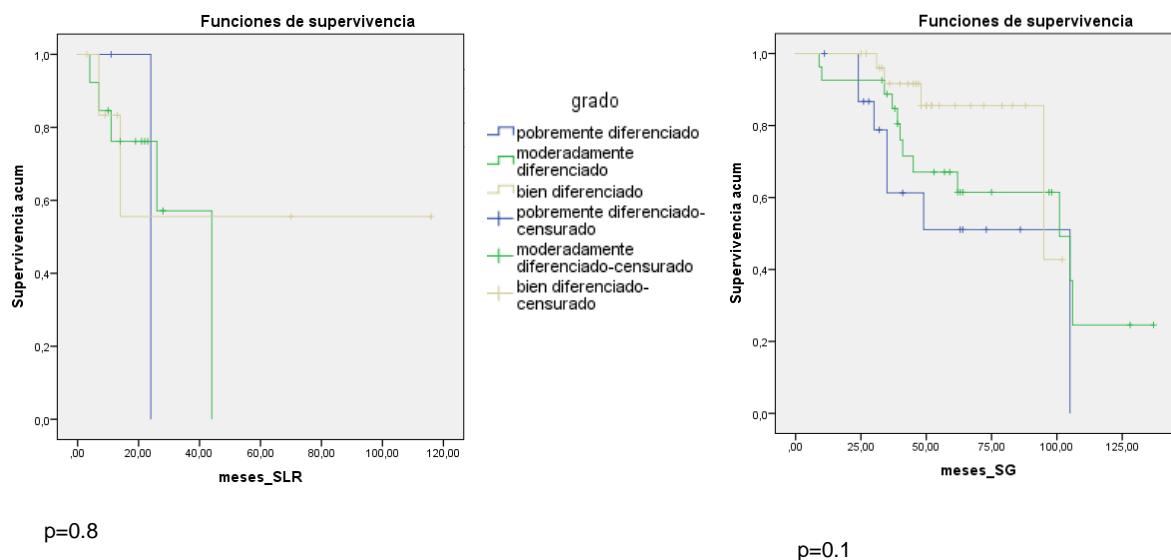 Funciones de supervivencia
1,0
0,8
0,6
0,4
0,2
0,0
Supervivencia acum
,00
20,00
40,00
60,00
80,00
100,00
120,00
meses_SLR
p=0.8
grado
pobremente diferenciado
moderadamente
diferenciado
bien diferenciado
pobremente diferenciado-
censurado
moderadamente
diferenciado-censurado
bien diferenciado-
censurado
Funciones de supervivencia
1,0
0,8
0,6
0,4
0,2
0,0
Supervivencia acum
,00
25,00
50,00
75,00
100,00
125,00
meses_SG
p=0.1